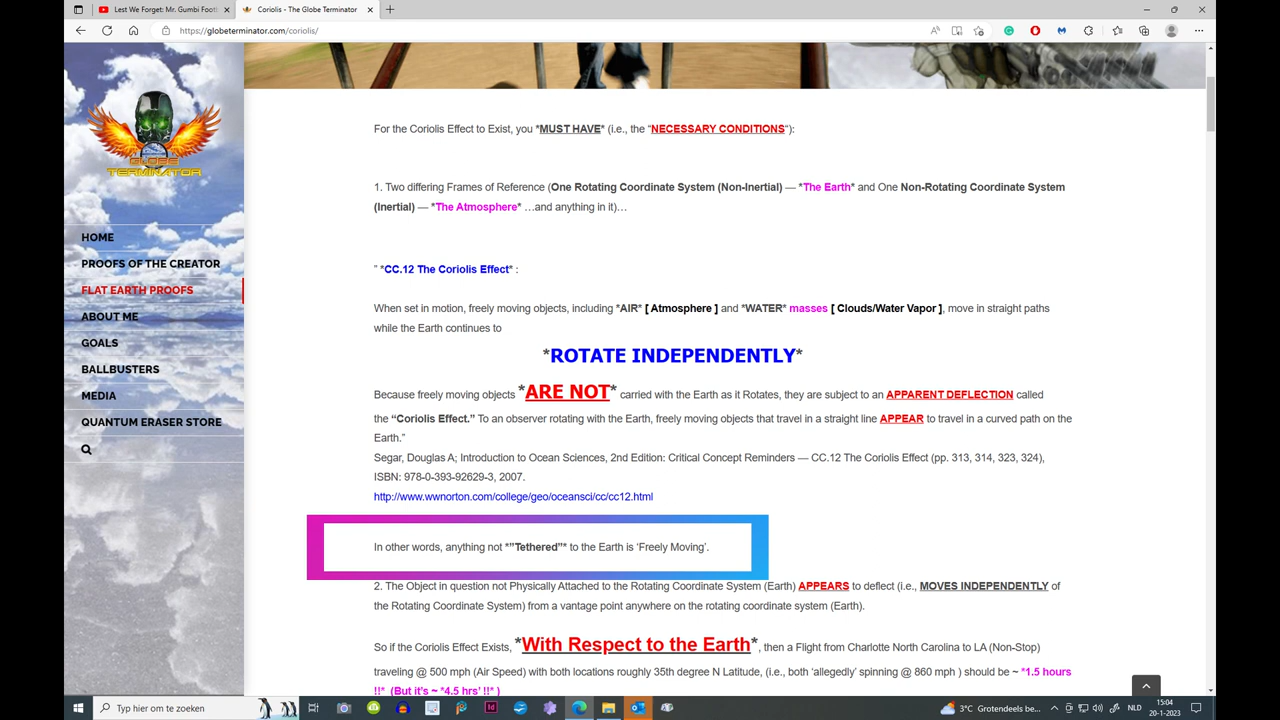 Lest We Forget: Mr. Gumbi Footl
Coriolis - The Globe Terminator
https://globeterminator.com/coriolis/
GLOBE
TERMINATOR
HOME
PROOFS OF THE CREATOR
FLAT EARTH PROOFS
ABOUT ME
GOALS
BALLBUSTERS
MEDIA
QUANTUM ERASER STORE
For the Coriolis Effect to Exist, you *MUST HAVE* (i.e., the “NECESSARY CONDITIONS“):
1. Two differing Frames of Reference (One Rotating Coordinate System (Non-Inertial) — *The Earth* and One Non-Rotating Coordinate System
(Inertial) — *The Atmosphere* …and anything in it)…
” *CC.12 The Coriolis Effect* :
When set in motion, freely moving objects, including *AIR* [ Atmosphere ] and *WATER* masses [ Clouds/Water Vapor ], move in straight paths
while the Earth continues to
*ROTATE INDEPENDENTLY*
Because freely moving objects *ARE NOT* carried with the Earth as it Rotates, they are subject to an APPARENT DEFLECTION called
the “Coriolis Effect.” To an observer rotating with the Earth, freely moving objects that travel in a straight line APPEAR to travel in a curved path on the
Earth.”
Segar, Douglas A; Introduction to Ocean Sciences, 2nd Edition: Critical Concept Reminders — CC.12 The Coriolis Effect (pp. 313, 314, 323, 324),
ISBN: 978-0-393-92629-3, 2007.
http://www.wwnorton.com/college/geo/oceansci/cc/cc12.html
In other words, anything not *”Tethered”* to the Earth is ‘Freely Moving’.
2. The Object in question not Physically Attached to the Rotating Coordinate System (Earth) APPEARS to deflect (i.e., MOVES INDEPENDENTLY of
the Rotating Coordinate System) from a vantage point anywhere on the rotating coordinate system (Earth).
So if the Coriolis Effect Exists, *With Respect to the Earth*, then a Flight from Charlotte North Carolina to LA (Non-Stop)
traveling @ 500 mph (Air Speed) with both locations roughly 35th degree N Latitude, (i.e., both ‘allegedly’ spinning @ 860 mph ) should be ~ *1.5 hours
!!* (But it’s ~ *4.5 hrs’ !!* )
Typ hier om te zoeken
3°C Grotendeels be...
NLD
15:04
20-1-2023